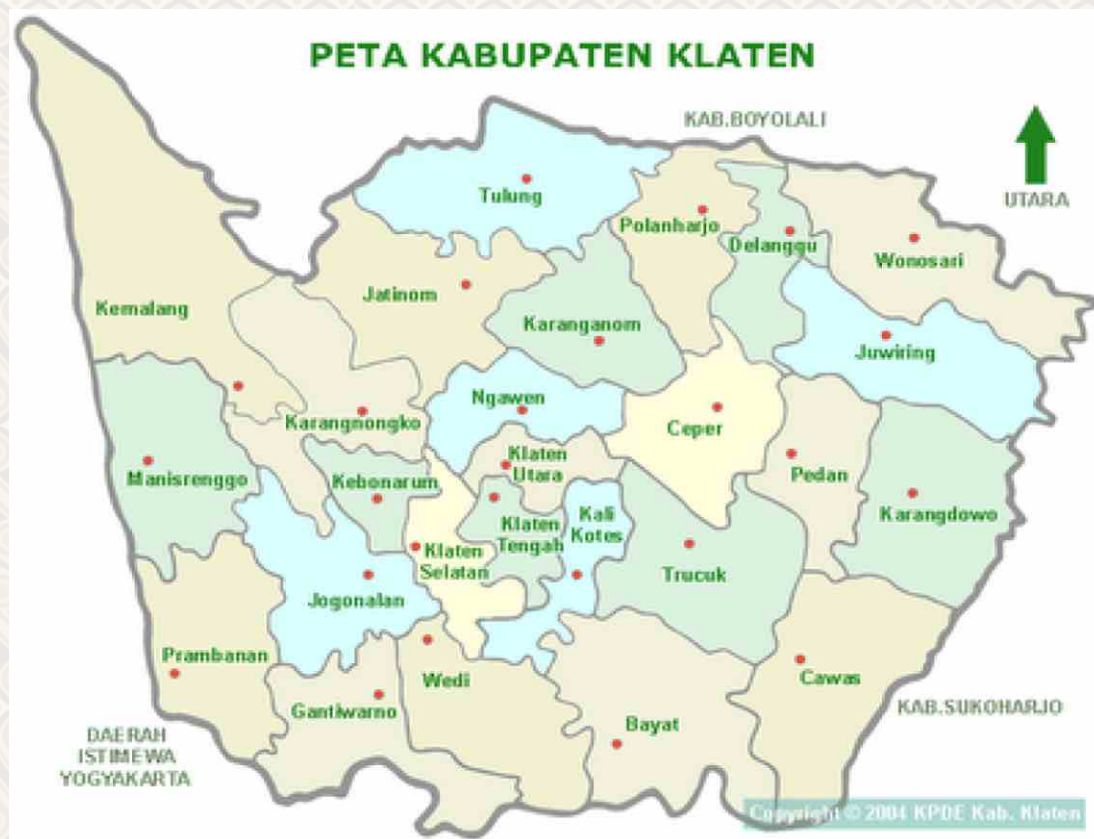 PETA KABUPATEN KLATEN
KAB.BOYOLALI
UTARA
Tulung
Polanharjo
Delanggu
Wonosari
Kemalang
Jatinom
Karanganom
Juwiring
Ngawen
Karangnongko
Ceper
Manisrenggo
Kebonarum
Klaten
Utara
Pedan
Karangdowo
Klaten
Tengah
Kali
Kotes
Klaten
Selatan
Trucuk
Jogonalan
Prambanan
Wedi
Cawas
Gantiwarno
Bayat
KAB.SUKOHARJO
DAERAH
ISTIMEWA
YOGYAKARTA
Copyright © 2004 KPDE Kab. Klaten